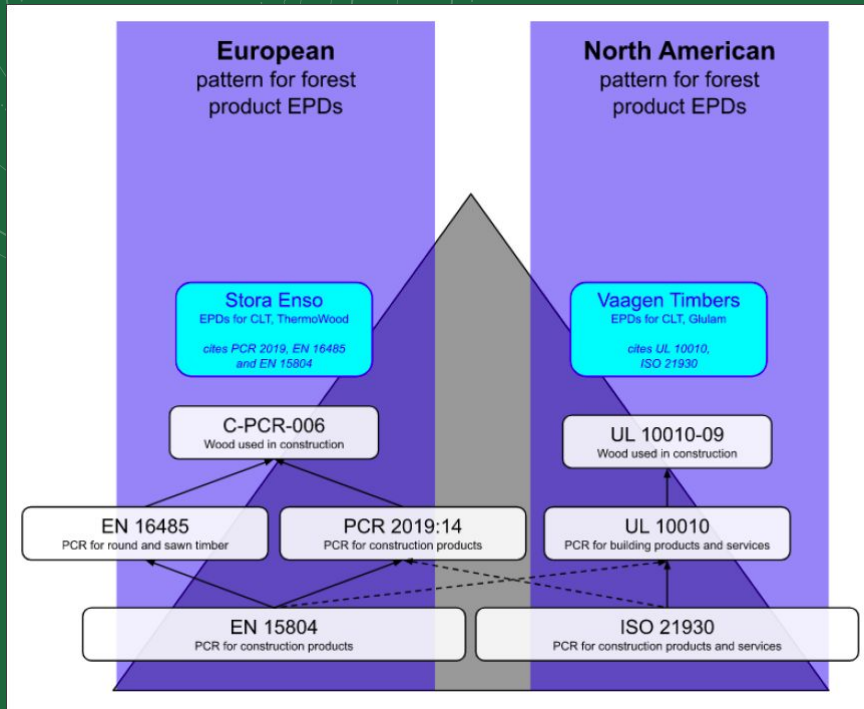 European
pattern for forest
product EPDs
North American
pattern for forest
product EPDs
Stora Enso
EPDs for CLT, ThermoWood
cites PCR 2019, EN 16485
and EN 15804
Vaagen Timbers
EPDs for CLT, Glulam
cites UL 10010,
ISO 21930
C-PCR-006
Wood used in construction
UL 10010-09
Wood used in construction
EN 16485
PCR for round and sawn timber
PCR 2019:14
PCR for construction products
UL 10010
PCR for building products and services
EN 15804
PCR for construction products
ISO 21930
PCR for construction products and services